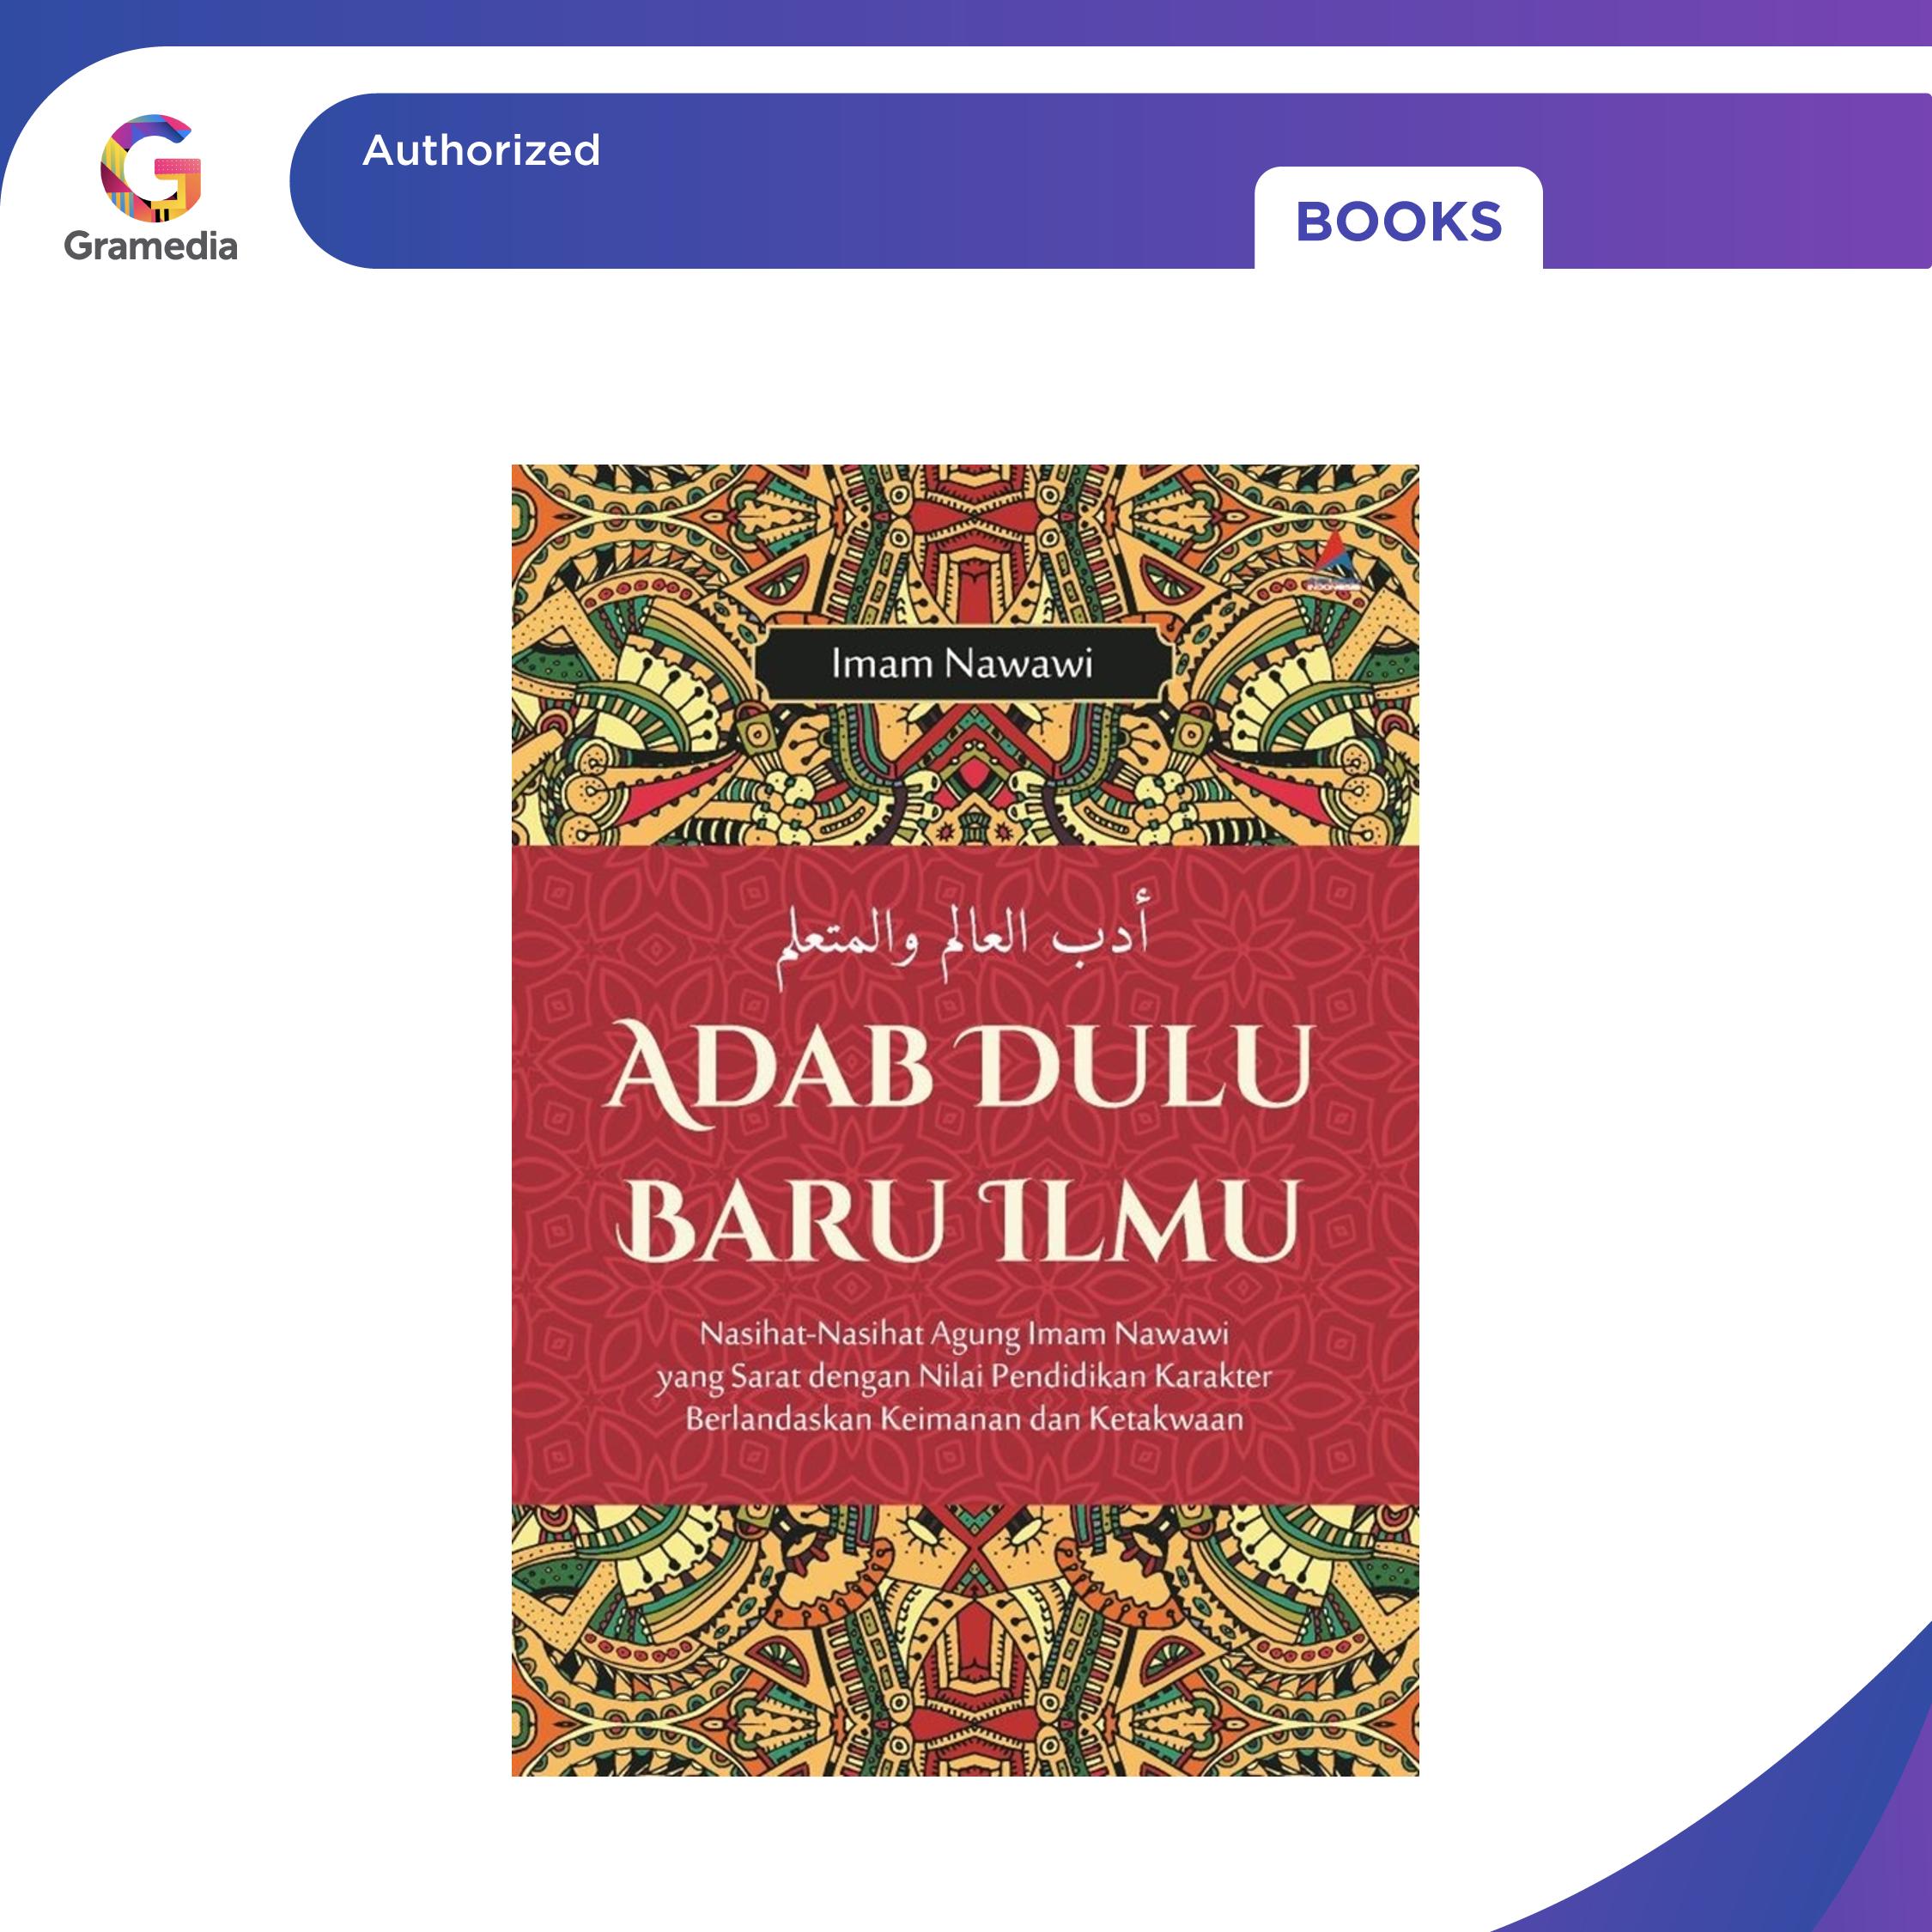 Gramedia
Authorized
BOOKS
Imam Nawawi
أدب العالم والمتعلم
ADAB DULU
BARU ILMU
Nasihat-Nasihat Agung Imam Nawawi
yang Sarat dengan Nilai Pendidikan Karakter
Berlandaskan Keimanan dan Ketakwaan